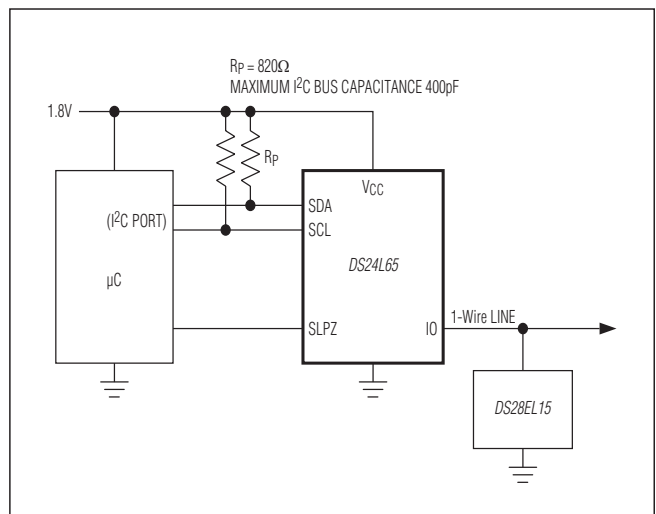 RP = 820Ω
MAXIMUM I²C BUS CAPACITANCE 400pF
1.8V
RP
VCC
SDA
(I²C PORT)
SCL
DS24L65
µC
1-Wire LINE
SLPZ
IO
DS28EL15